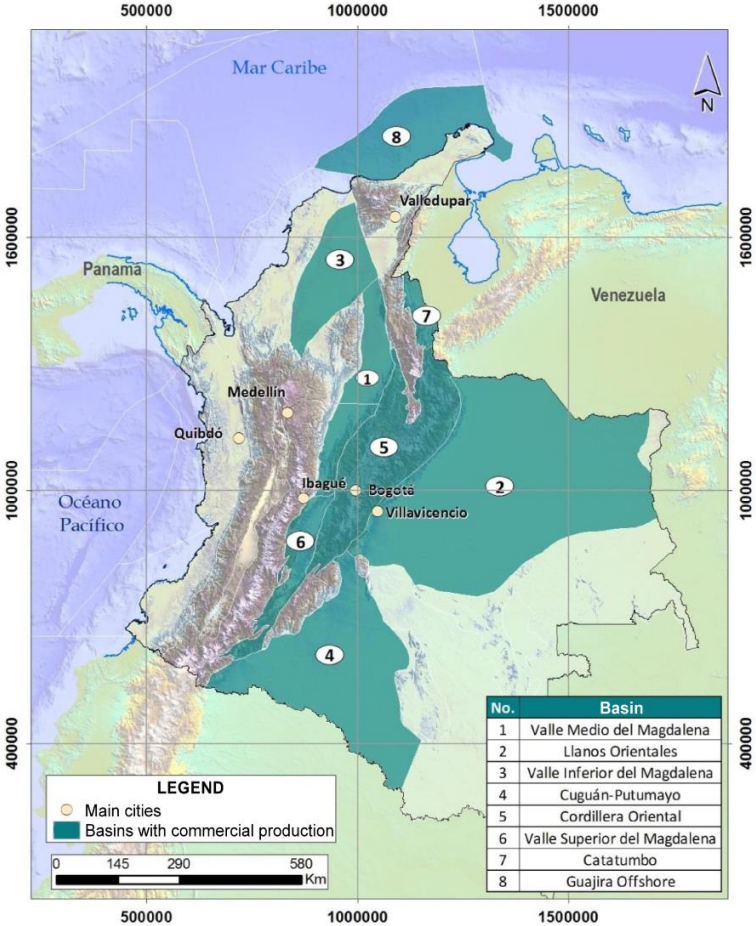 500000 1000000 1500000
Mar Caribe
N
8
Valledupar
1600000 1600000
3
Panamá
7
Venezuela
1
Medellín
Quibdó
5
Ibagué
Bogotá
2
1000000 1000000
Océano
Pacífico
Villavicencio
6
4
400000 400000
No. Basin
1 Valle Medio del Magdalena
2 Llanos Orientales
3 Valle Inferior del Magdalena
4 Cuguán-Putumayo
5 Cordillera Oriental
6 Valle Superior del Magdalena
7 Catatumbo
8 Guajira Offshore
LEGEND
Main cities
Basins with commercial production
0 145 290 580
Km
500000 1000000 1500000